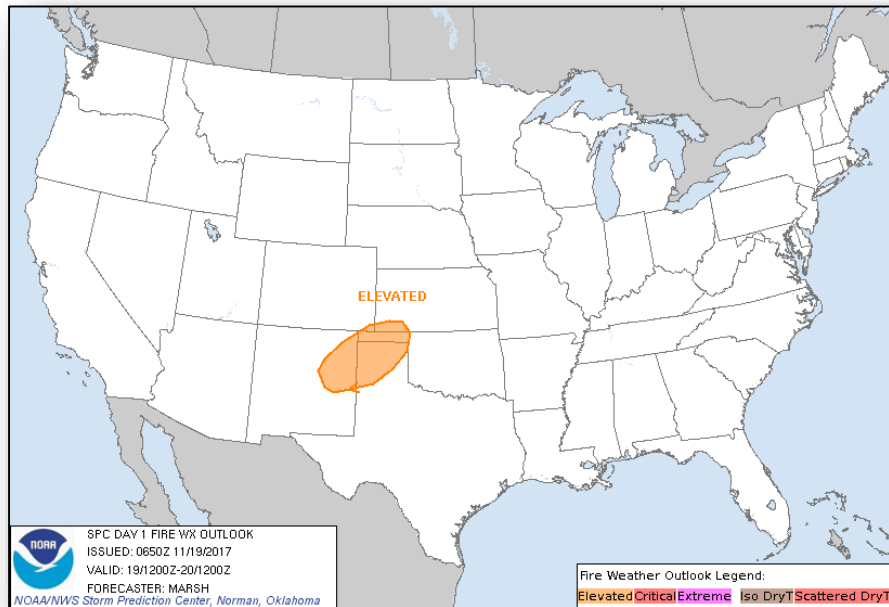 ELEVATED
SPC DAY 1 FIRE WX OUTLOOK
ISSUED: 0650Z 11/19/2017
VALID: 19/1200Z-20/1200Z
FORECASTER: MARSH
NOAA/NWS Storm Prediction Center, Norman, Oklahoma
NOAA
Fire Weather Outlook Legend:
Elevated Critical Extreme Iso DryT Scattered DryT